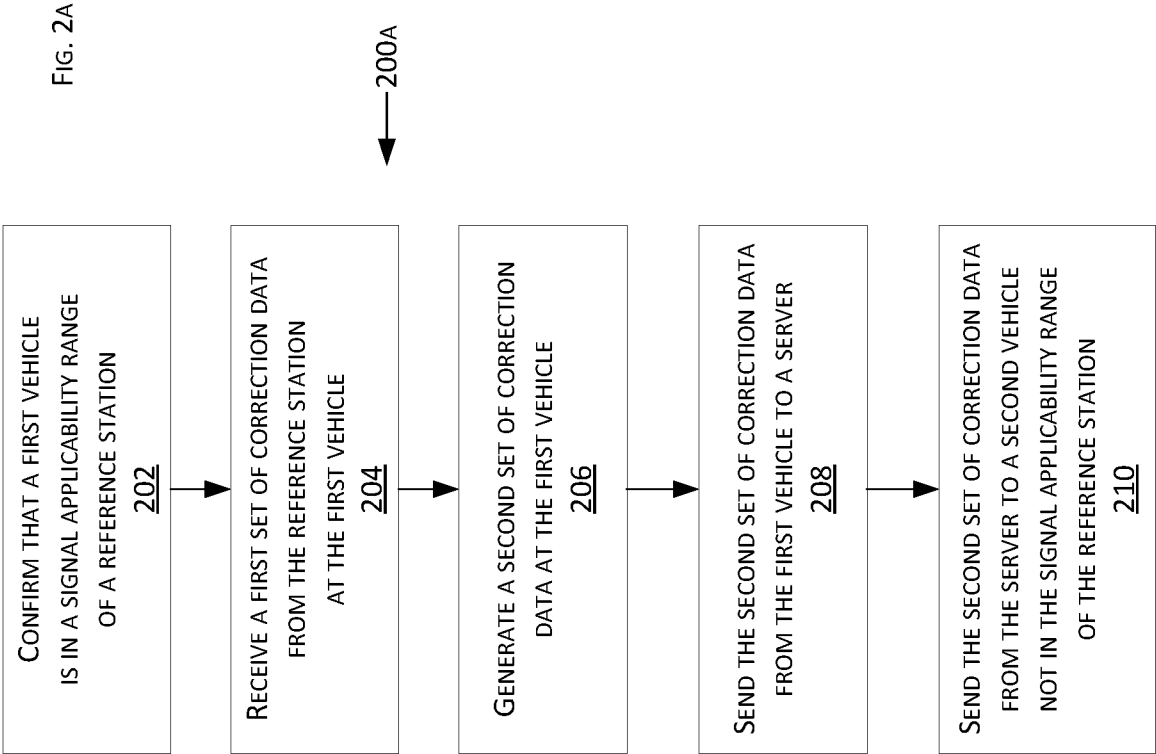 FIG. 2A
200A
CONFIRM THAT A FIRST VEHICLE
IS IN A SIGNAL APPLICABILITY RANGE
OF A REFERENCE STATION
202
RECEIVE A FIRST SET OF CORRECTION DATA
FROM THE REFERENCE STATION
AT THE FIRST VEHICLE
204
GENERATE A SECOND SET OF CORRECTION
DATA AT THE FIRST VEHICLE
206
SEND THE SECOND SET OF CORRECTION DATA
FROM THE FIRST VEHICLE TO A SERVER
208
SEND THE SECOND SET OF CORRECTION DATA
FROM THE SERVER TO A SECOND VEHICLE
NOT IN THE SIGNAL APPLICABILITY RANGE
OF THE REFERENCE STATION
210